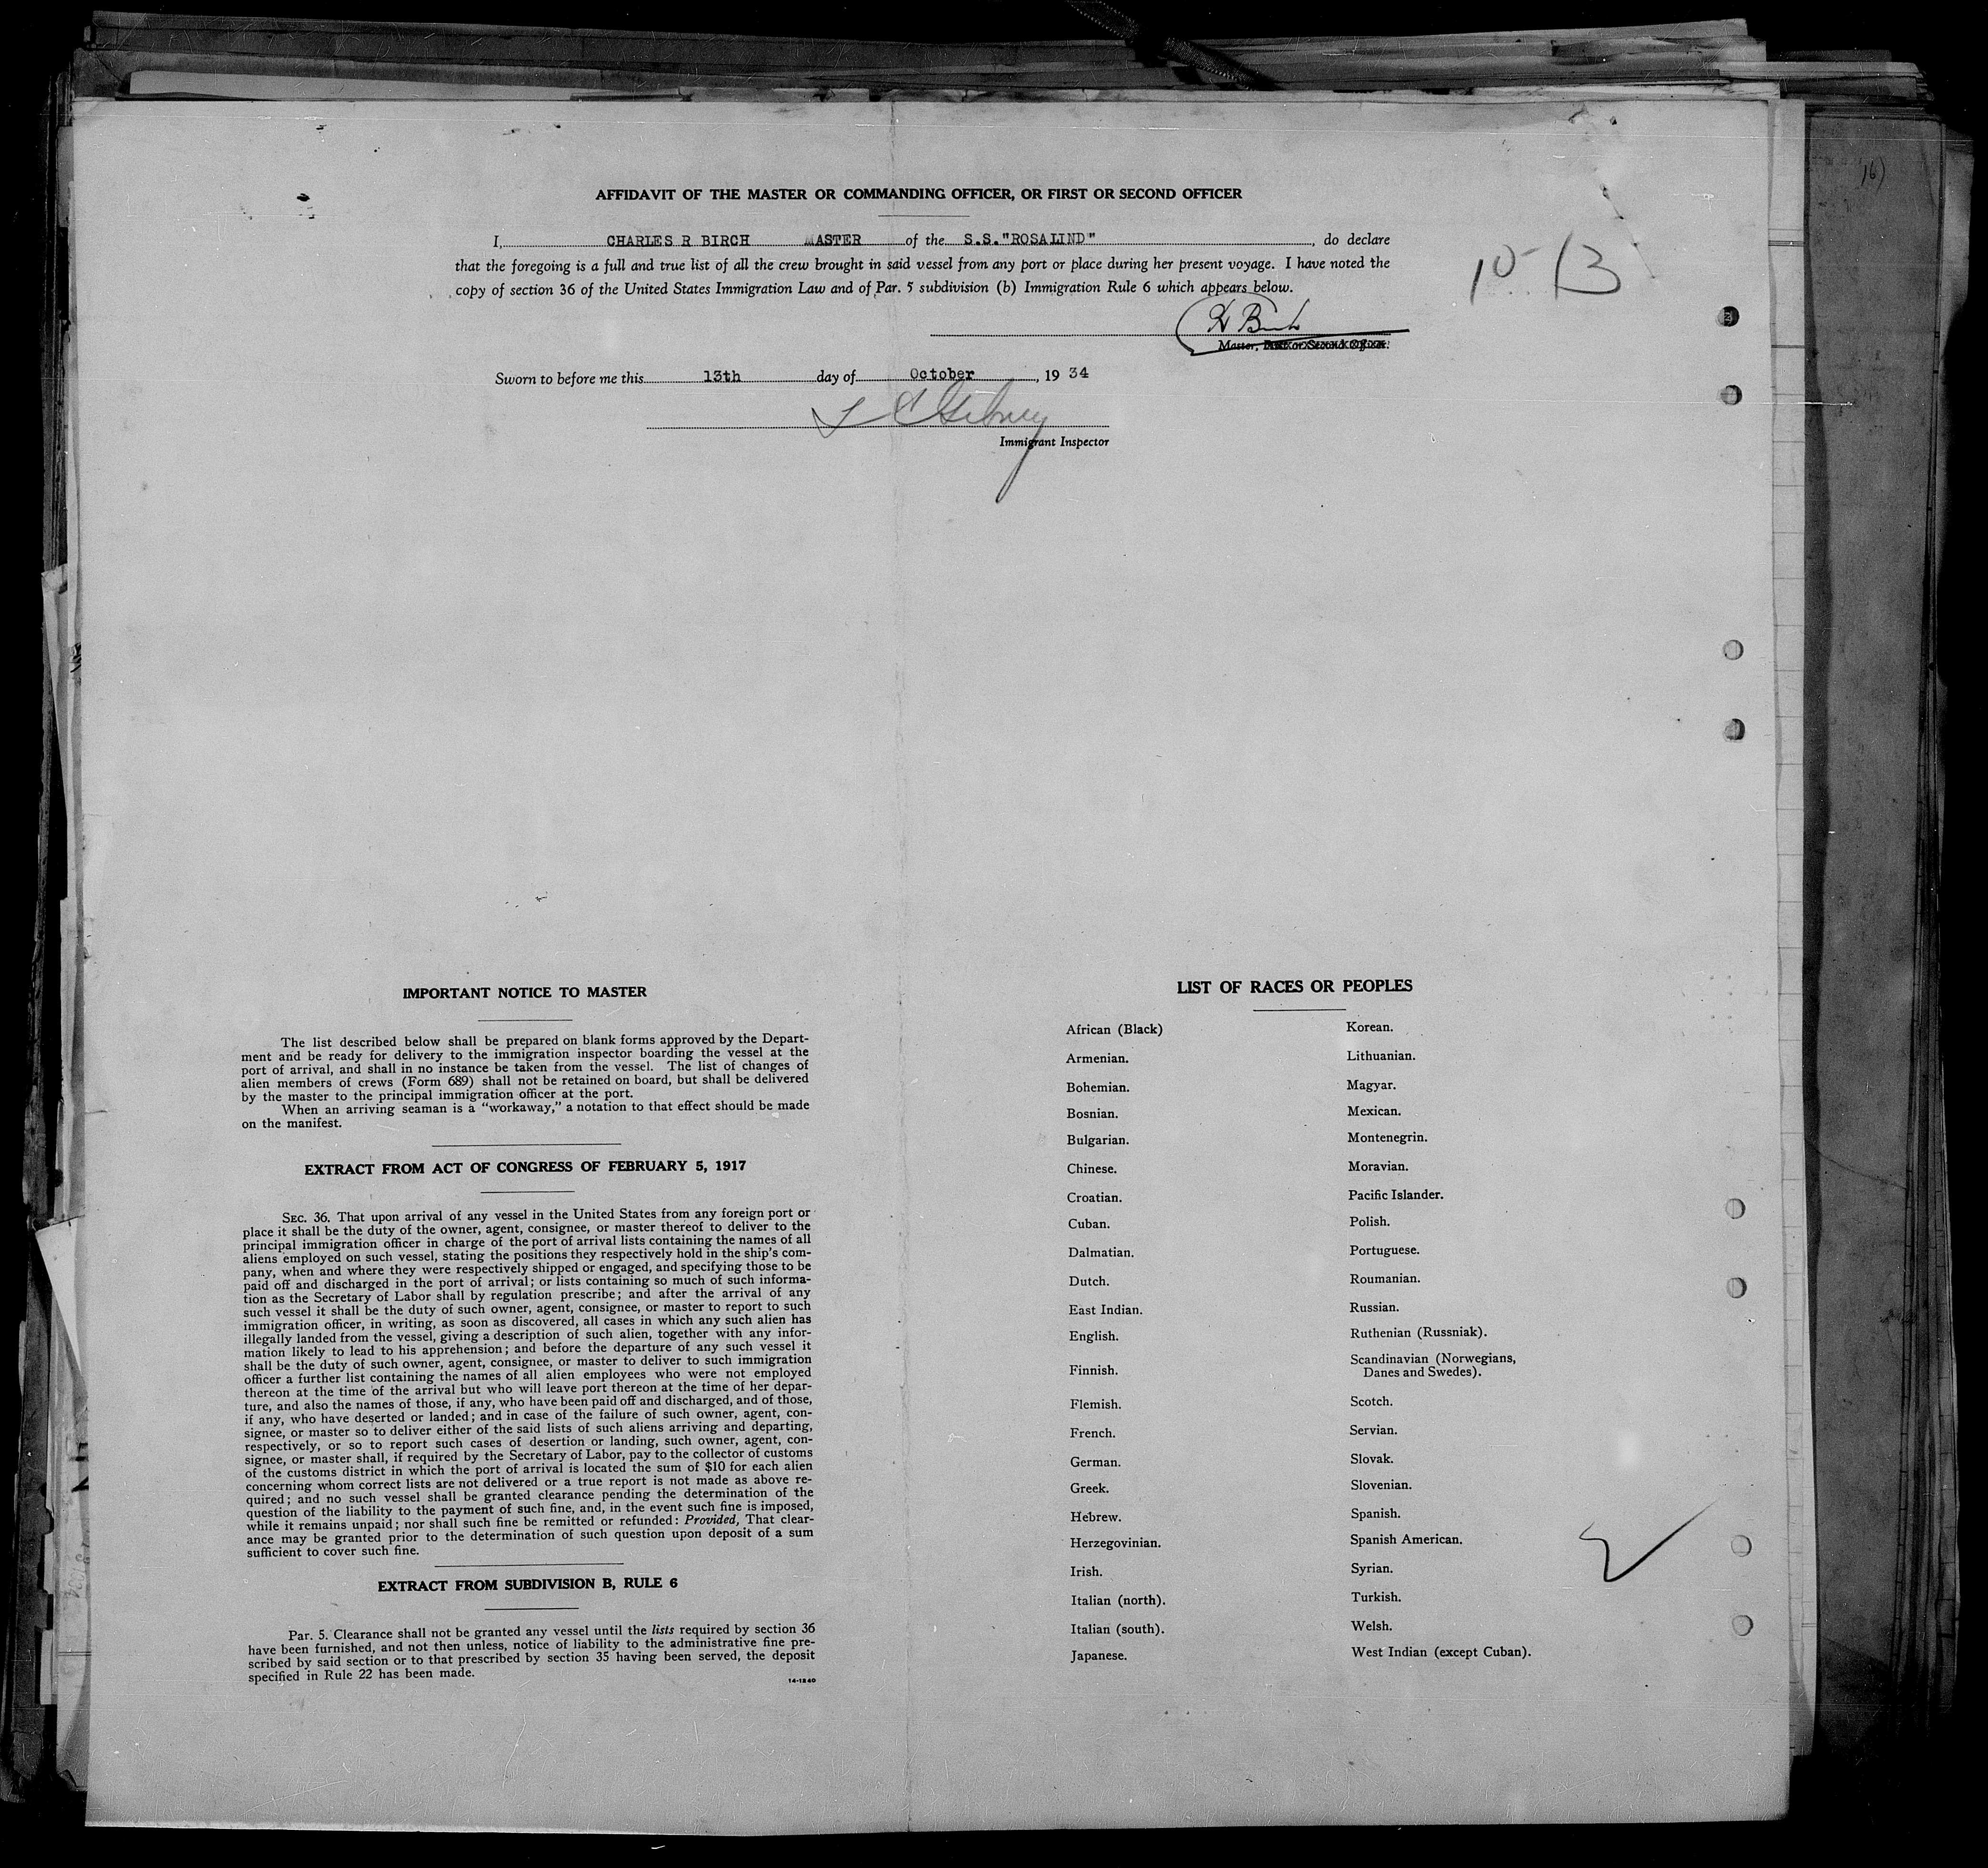 16)
AFFIDAVIT OF THE MASTER OR COMMANDING OFFICER, OR FIRST OR SECOND OFFICER
I, CHARLES R BIRCH MASTER of the S.S."ROSALIND", do declare
that the foregoing is a full and true list of all the crew brought in said vessel from any port or place during her present voyage. I have noted the
copy of section 36 of the United States Immigration Law and of Par. 5 subdivision (b) Immigration Rule 6 which appears below.
10-13
Birch
Master, First or Second Officer.
Sworn to before me this 13th day of October, 19 34
Immigrant Inspector
IMPORTANT NOTICE TO MASTER
The list described below shall be prepared on blank forms approved by the Depart-
ment and be ready for delivery to the immigration inspector boarding the vessel at the
port of arrival, and shall in no instance be taken from the vessel. The list of changes of
alien members of crews (Form 689) shall not be retained on board, but shall be delivered
by the master to the principal immigration officer at the port.
When an arriving seaman is a "workaway," a notation to that effect should be made
on the manifest.
EXTRACT FROM ACT OF CONGRESS OF FEBRUARY 5, 1917
SEC. 36. That upon arrival of any vessel in the United States from any foreign port or
place it shall be the duty of the owner, agent, consignee, or master thereof to deliver to the
principal immigration officer in charge of the port of arrival lists containing the names of all
aliens employed on such vessel, stating the positions they respectively hold in the ship's com-
pany, when and where they were respectively shipped or engaged, and specifying those to be
paid off and discharged in the port of arrival; or lists containing so much of such informa-
tion as the Secretary of Labor shall by regulation prescribe; and after the arrival of any
such vessel it shall be the duty of such owner, agent, consignee, or master to report to such
immigration officer, in writing, as soon as discovered, all cases in which any such alien has
illegally landed from the vessel, giving a description of such alien, together with any infor-
mation likely to lead to his apprehension; and before the departure of any such vessel it
shall be the duty of such owner, agent, consignee, or master to deliver to such immigration
officer a further list containing the names of all alien employees who were not employed
thereon at the time of the arrival but who will leave port thereon at the time of her depar-
ture, and also the names of those, if any, who have been paid off and discharged, and of those,
if any, who have deserted or landed; and in case of the failure of such owner, agent, con-
signee, or master so to deliver either of the said lists of such aliens arriving and departing,
respectively, or so to report such cases of desertion or landing, such owner, agent, con-
signee, or master shall, if required by the Secretary of Labor, pay to the collector of customs
of the customs district in which the port of arrival is located the sum of $10 for each alien
concerning whom correct lists are not delivered or a true report is not made as above re-
quired; and no such vessel shall be granted clearance pending the determination of the
question of the liability to the payment of such fine, and, in the event such fine is imposed,
while it remains unpaid; nor shall such fine be remitted or refunded: Provided, That clear-
ance may be granted prior to the determination of such question upon deposit of a sum
sufficient to cover such fine.
EXTRACT FROM SUBDIVISION B, RULE 6
Par. 5. Clearance shall not be granted any vessel until the lists required by section 36
have been furnished, and not then unless, notice of liability to the administrative fine pre-
scribed by said section or to that prescribed by section 35 having been served, the deposit
specified in Rule 22 has been made.
14-1240
LIST OF RACES OR PEOPLES
African (Black)
Armenian.
Bohemian.
Bosnian.
Bulgarian.
Chinese.
Croatian.
Cuban.
Dalmatian.
Dutch.
East Indian.
English.
Finnish.
Flemish.
French.
German.
Greek.
Hebrew.
Herzegovinian.
Irish.
Italian (north).
Italian (south).
Japanese.
Korean.
Lithuanian.
Magyar.
Mexican.
Montenegrin.
Moravian.
Pacific Islander.
Polish.
Portuguese.
Roumanian.
Russian.
Ruthenian (Russniak).
Scandinavian (Norwegians,
Danes and Swedes).
Scotch.
Servian.
Slovak.
Slovenian.
Spanish.
Spanish American.
Syrian.
Turkish.
Welsh.
West Indian (except Cuban).